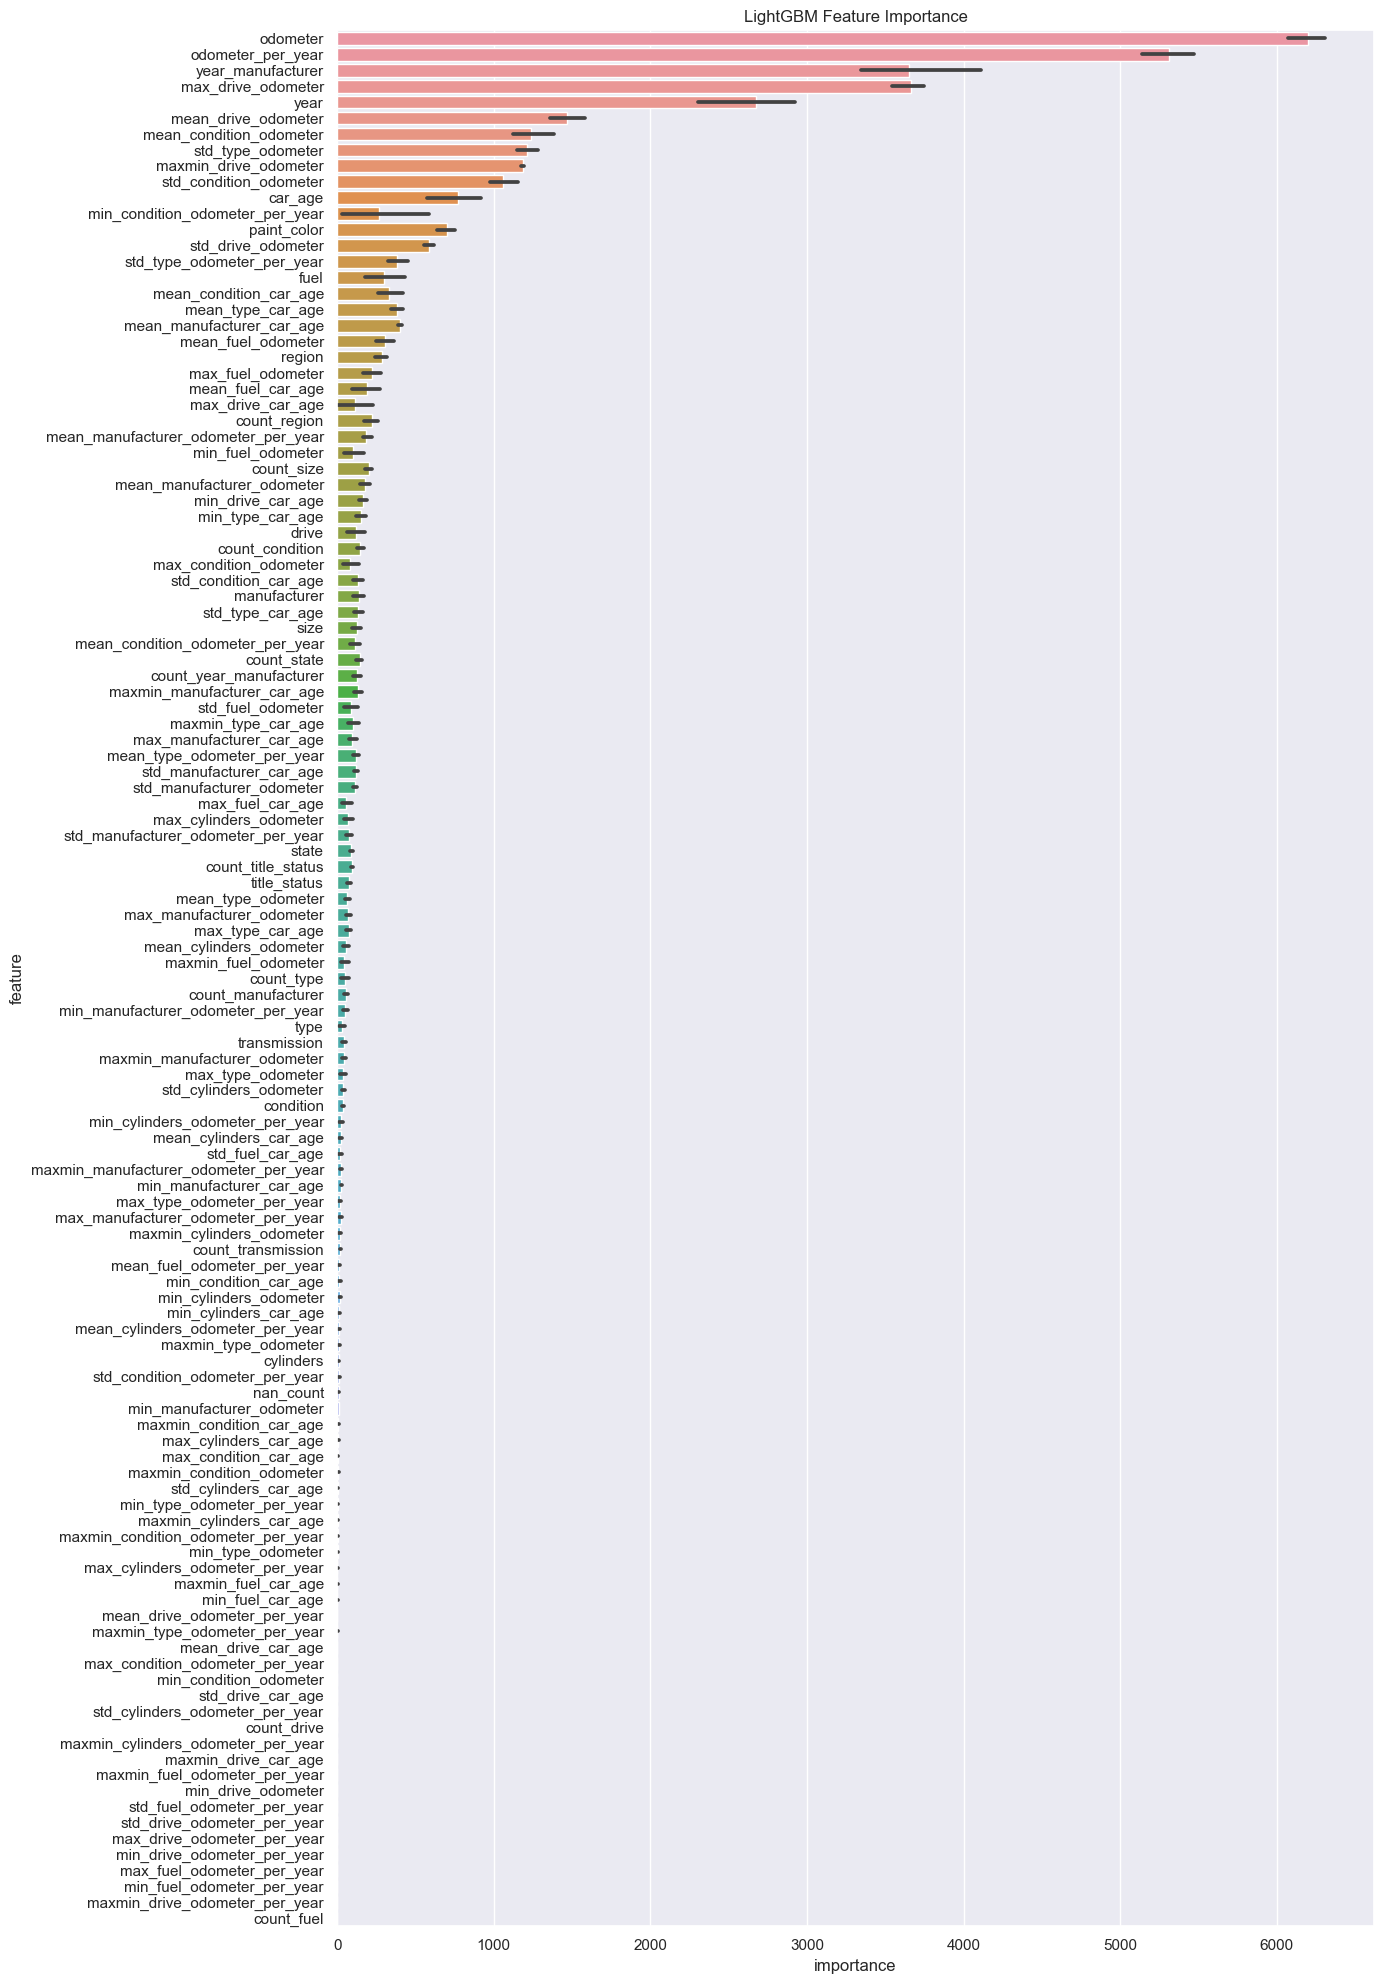 LightGBM Feature Importance
odometer
odometer_per_year
year_manufacturer
max_drive_odometer
year
mean_drive_odometer
mean_condition_odometer
std_type_odometer
maxmin_drive_odometer
std_condition_odometer
car_age
min_condition_odometer_per_year
paint_color
std_drive_odometer
std_type_odometer_per_year
fuel
mean_condition_car_age
mean_type_car_age
mean_manufacturer_car_age
mean_fuel_odometer
region
max_fuel_odometer
mean_fuel_car_age
max_drive_car_age
count_region
mean_manufacturer_odometer_per_year
min_fuel_odometer
count_size
mean_manufacturer_odometer
min_drive_car_age
min_type_car_age
drive
count_condition
max_condition_odometer
std_condition_car_age
manufacturer
std_type_car_age
size
mean_condition_odometer_per_year
count_state
count_year_manufacturer
maxmin_manufacturer_car_age
std_fuel_odometer
maxmin_type_car_age
max_manufacturer_car_age
mean_type_odometer_per_year
std_manufacturer_car_age
std_manufacturer_odometer
max_fuel_car_age
max_cylinders_odometer
std_manufacturer_odometer_per_year
state
count_title_status
title_status
mean_type_odometer
max_manufacturer_odometer
max_type_car_age
mean_cylinders_odometer
maxmin_fuel_odometer
count_type
count_manufacturer
min_manufacturer_odometer_per_year
type
transmission
maxmin_manufacturer_odometer
max_type_odometer
std_cylinders_odometer
condition
min_cylinders_odometer_per_year
mean_cylinders_car_age
std_fuel_car_age
maxmin_manufacturer_odometer_per_year
min_manufacturer_car_age
max_type_odometer_per_year
max_manufacturer_odometer_per_year
maxmin_cylinders_odometer
count_transmission
mean_fuel_odometer_per_year
min_condition_car_age
min_cylinders_odometer
min_cylinders_car_age
mean_cylinders_odometer_per_year
maxmin_type_odometer
cylinders
std_condition_odometer_per_year
nan_count
min_manufacturer_odometer
maxmin_condition_car_age
max_cylinders_car_age
max_condition_car_age
maxmin_condition_odometer
std_cylinders_car_age
min_type_odometer_per_year
maxmin_cylinders_car_age
maxmin_condition_odometer_per_year
min_type_odometer
max_cylinders_odometer_per_year
maxmin_fuel_car_age
min_fuel_car_age
mean_drive_odometer_per_year
maxmin_type_odometer_per_year
mean_drive_car_age
max_condition_odometer_per_year
min_condition_odometer
std_drive_car_age
std_cylinders_odometer_per_year
count_drive
maxmin_cylinders_odometer_per_year
maxmin_drive_car_age
maxmin_fuel_odometer_per_year
min_drive_odometer
std_fuel_odometer_per_year
std_drive_odometer_per_year
max_drive_odometer_per_year
min_drive_odometer_per_year
max_fuel_odometer_per_year
min_fuel_odometer_per_year
maxmin_drive_odometer_per_year
count_fuel
feature
0 1000 2000 3000 4000 5000 6000
importance